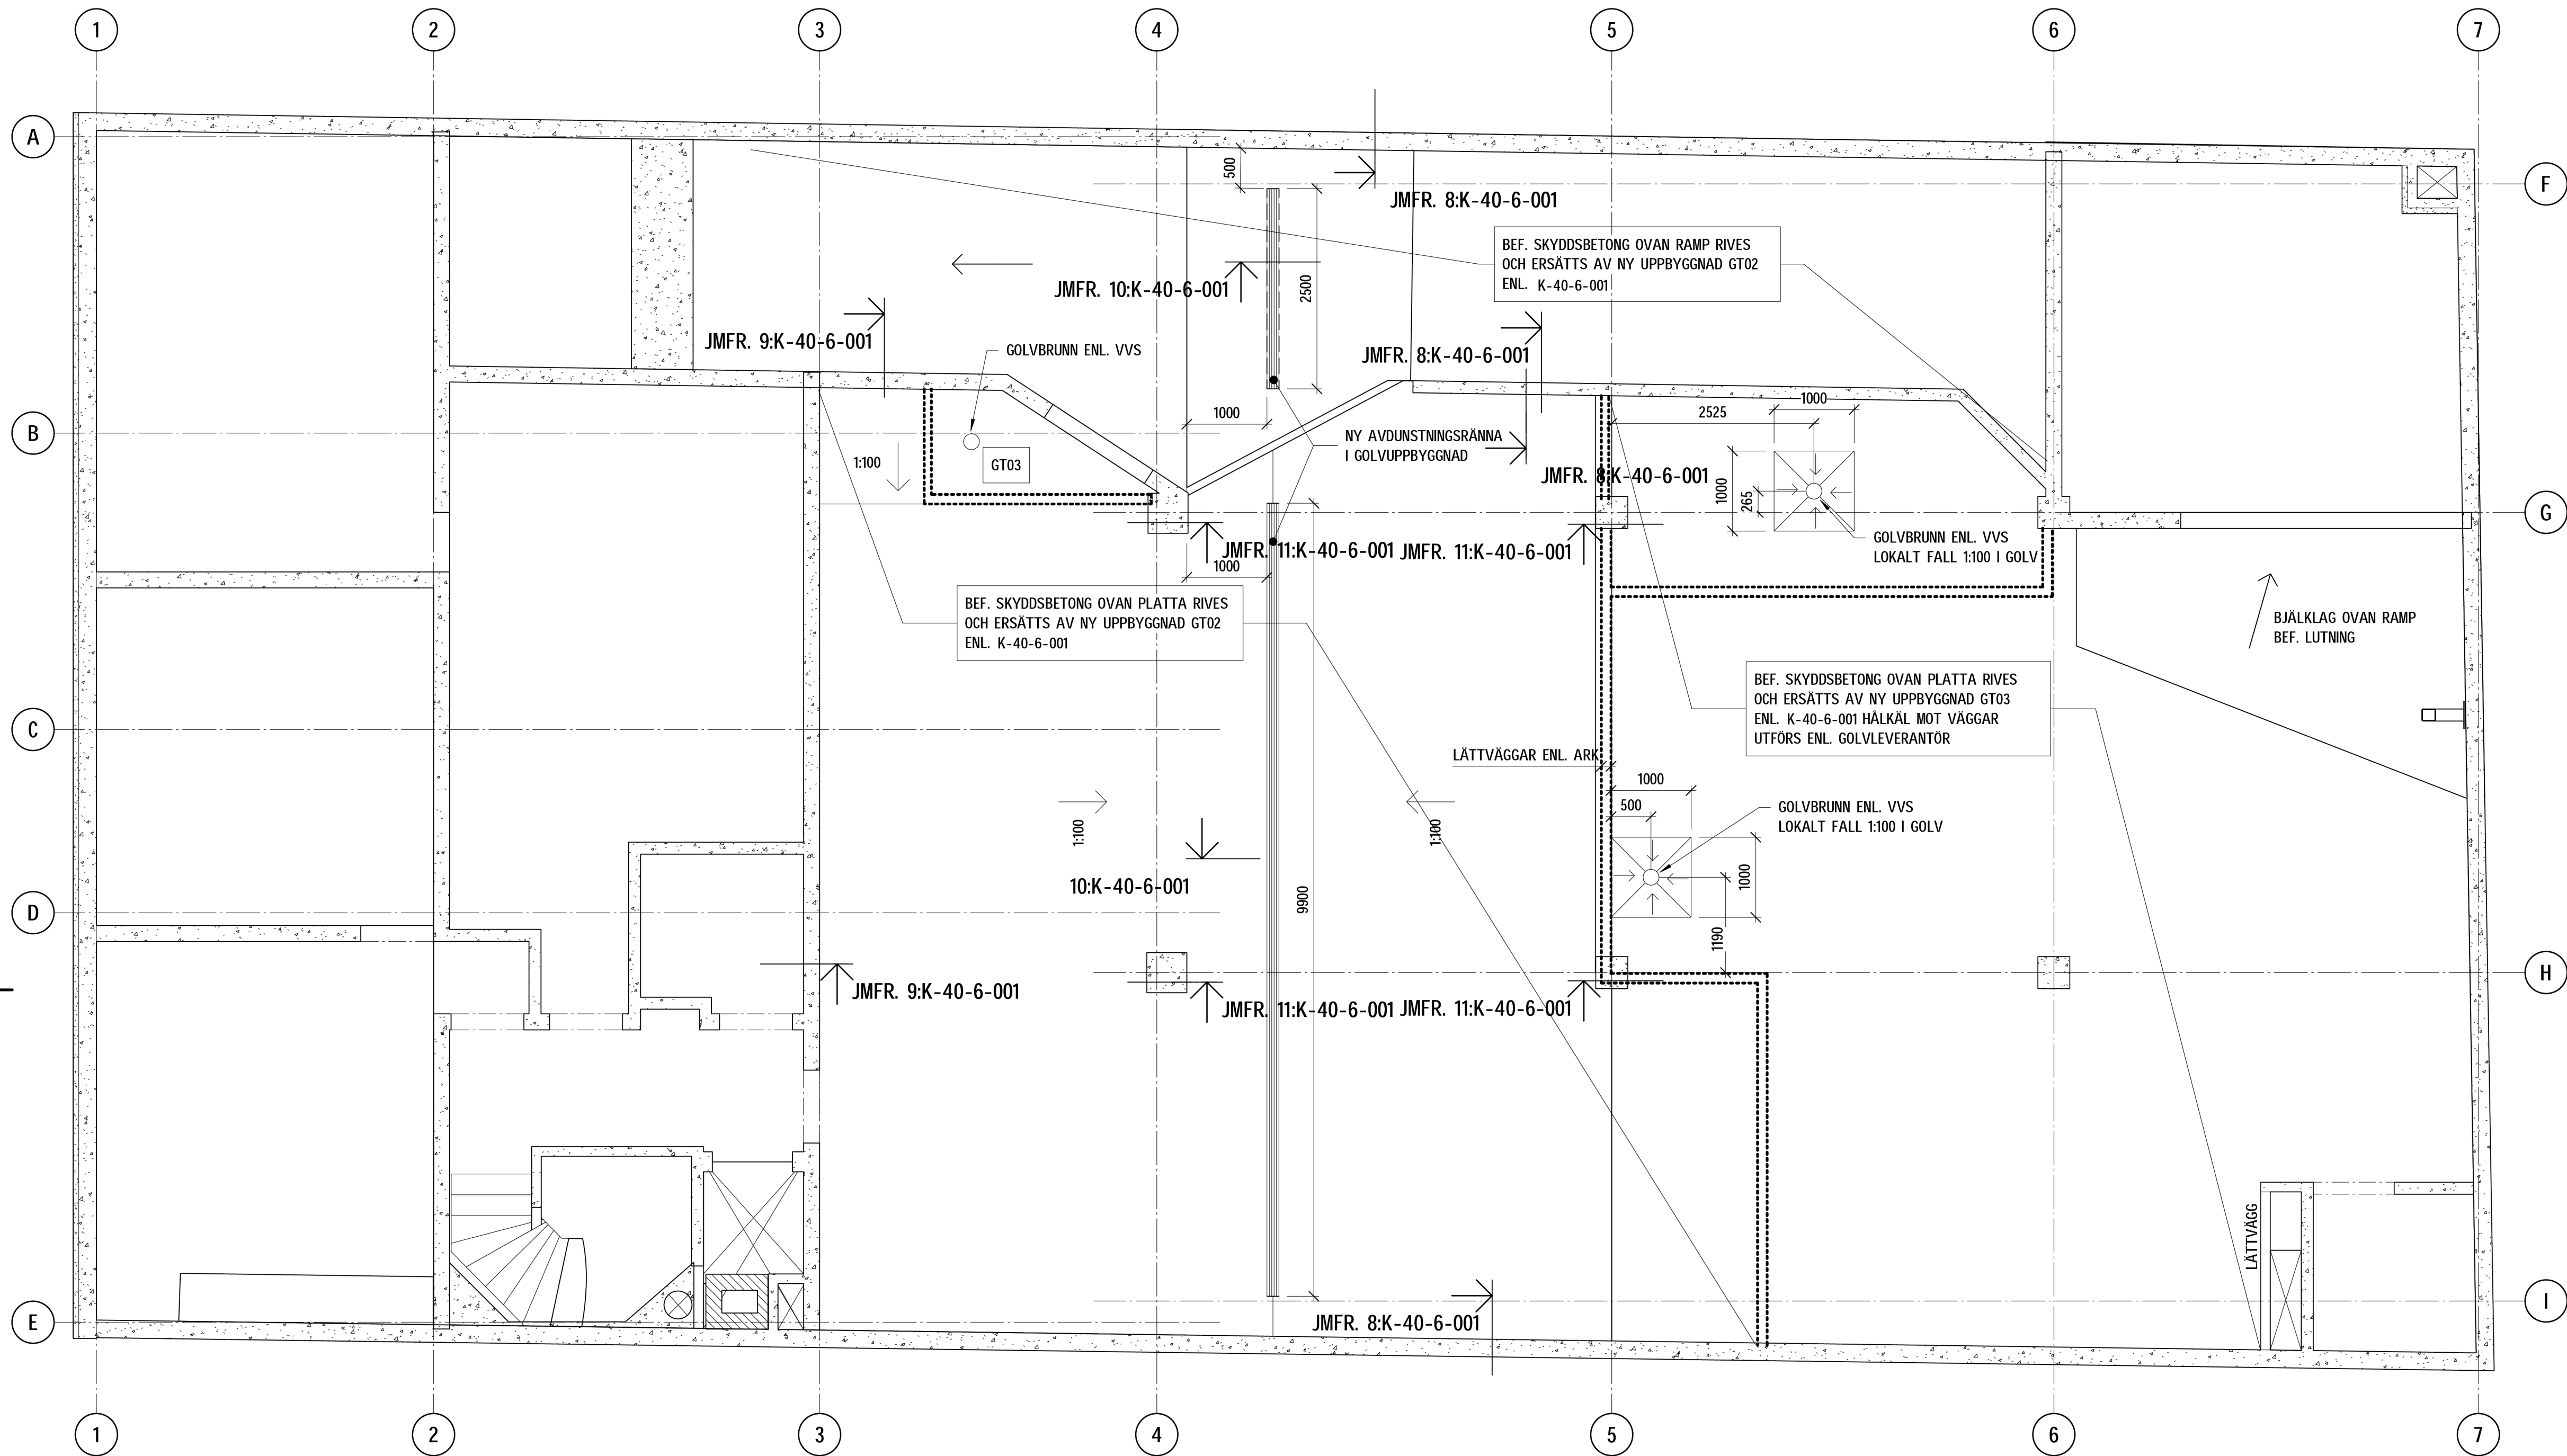 1
2
3
4
5
6
7
A
F
500
JMFR. 8:K-40-6-001
BEF. SKYDDSBETONG OVAN RAMP RIVES
OCH ERSÄTTS AV NY UPPBYGGNAD GT02
ENL. K-40-6-001
JMFR. 10:K-40-6-001
2500
JMFR. 9:K-40-6-001
GOLVBRUNN ENL. VVS
JMFR. 8:K-40-6-001
1000
2525
1000
B
NY AVDUNSTNINGSRÄNNA
I GOLVUPPBYGGNAD
1:100
GT03
JMFR. 8:K-40-6-001
1000
265
G
GOLVBRUNN ENL. VVS
LOKALT FALL 1:100 I GOLV
JMFR. 11:K-40-6-001
JMFR. 11:K-40-6-001
1000
BEF. SKYDDSBETONG OVAN PLATTA RIVES
OCH ERSÄTTS AV NY UPPBYGGNAD GT02
ENL. K-40-6-001
BJÄLKLAG OVAN RAMP
BEF. LUTNING
BEF. SKYDDSBETONG OVAN PLATTA RIVES
OCH ERSÄTTS AV NY UPPBYGGNAD GT03
ENL. K-40-6-001 HÅLKÄL MOT VÄGGAR
UTFÖRS ENL. GOLVLEVERANTÖR
C
LÄTTVÄGGAR ENL. ARK
1000
500
GOLVBRUNN ENL. VVS
LOKALT FALL 1:100 I GOLV
1:100
1:100
1000
10:K-40-6-001
9900
D
1190
H
JMFR. 9:K-40-6-001
JMFR. 11:K-40-6-001
JMFR. 11:K-40-6-001
LÄTTVÄGG
E
I
JMFR. 8:K-40-6-001
1
2
3
4
5
6
7